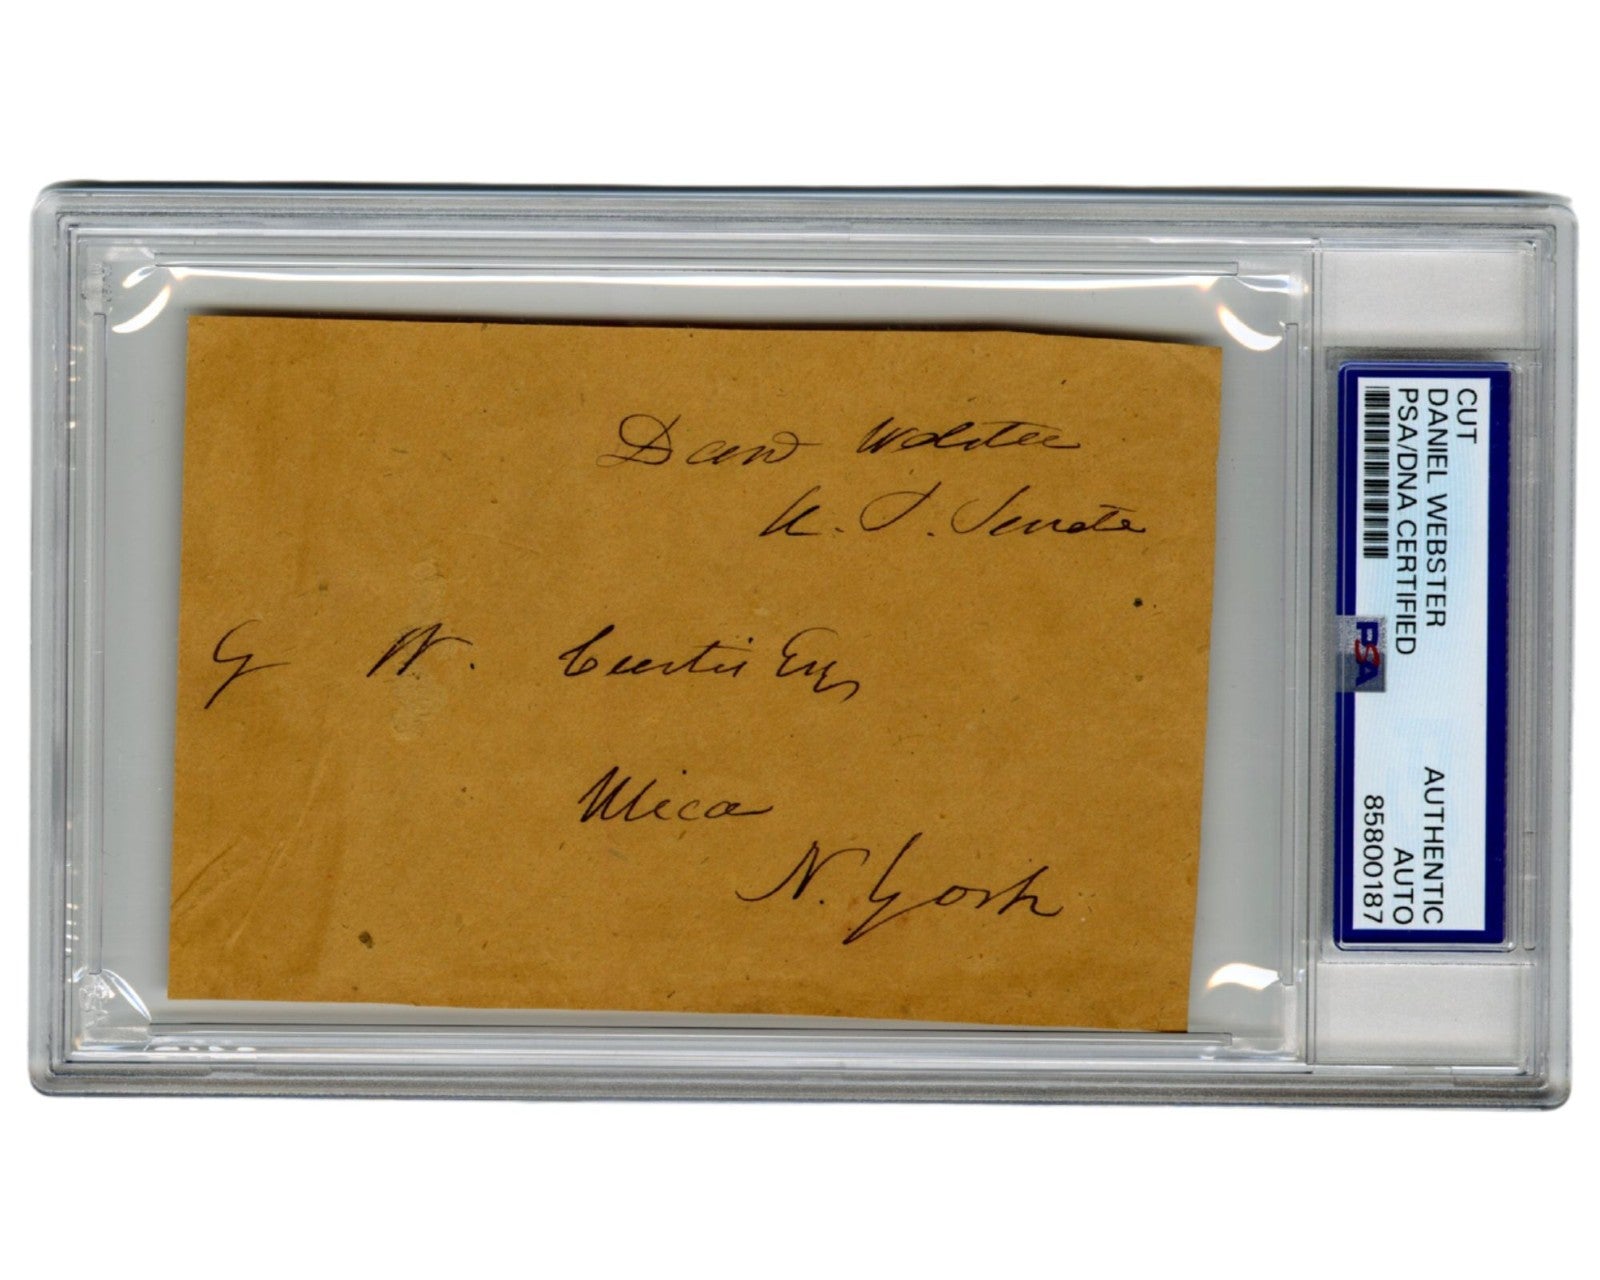 Danl Webster
U. S. Senate
G W. Curtis Esq
Utica
N. York
CUT
DANIEL WEBSTER
PSA/DNA CERTIFIED
PSA
AUTHENTIC
AUTO
85800187